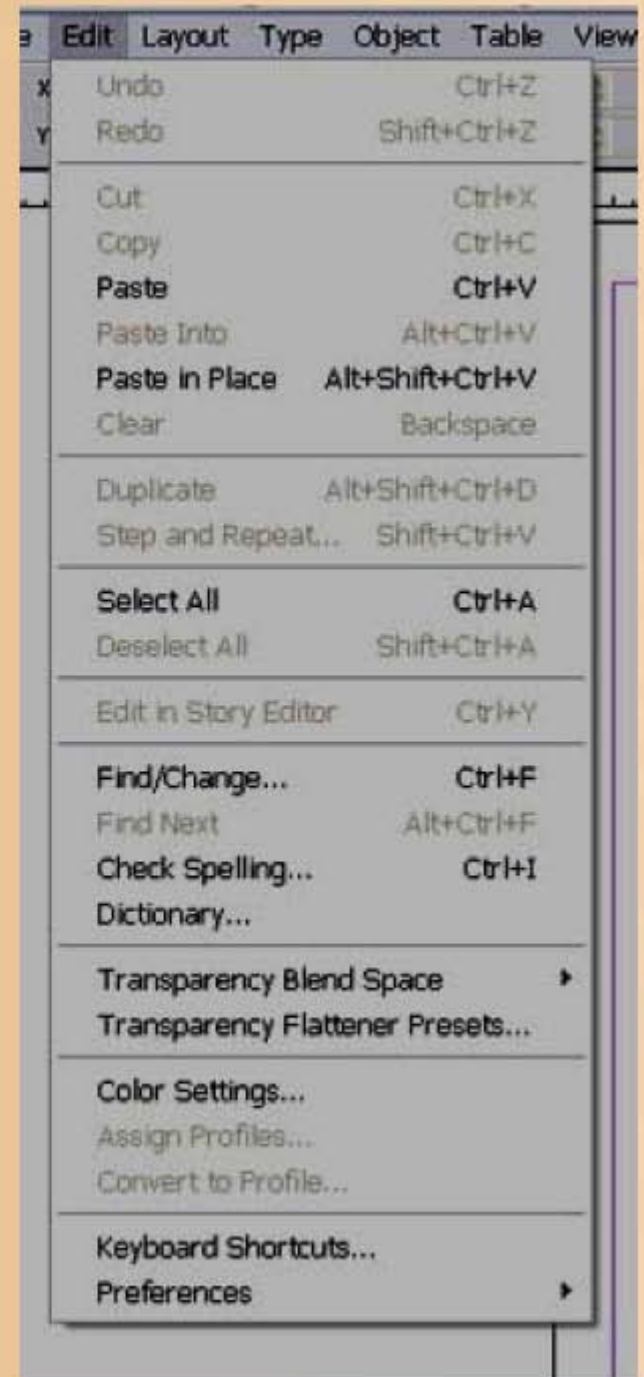 Edit Layout Type Object Table View
X
Y
Undo Ctrl+Z
Redo Shift+Ctrl+Z
Cut Ctrl+X
Copy Ctrl+C
Paste Ctrl+V
Paste Into Alt+Ctrl+V
Paste in Place Alt+Shift+Ctrl+V
Clear Backspace
Duplicate Alt+Shift+Ctrl+D
Step and Repeat... Shift+Ctrl+V
Select All Ctrl+A
Deselect All Shift+Ctrl+A
Edit in Story Editor Ctrl+Y
Find/Change... Ctrl+F
Find Next Alt+Ctrl+F
Check Spelling... Ctrl+I
Dictionary...
Transparency Blend Space
Transparency Flattener Presets...
Color Settings...
Assign Profiles...
Convert to Profile...
Keyboard Shortcuts...
Preferences